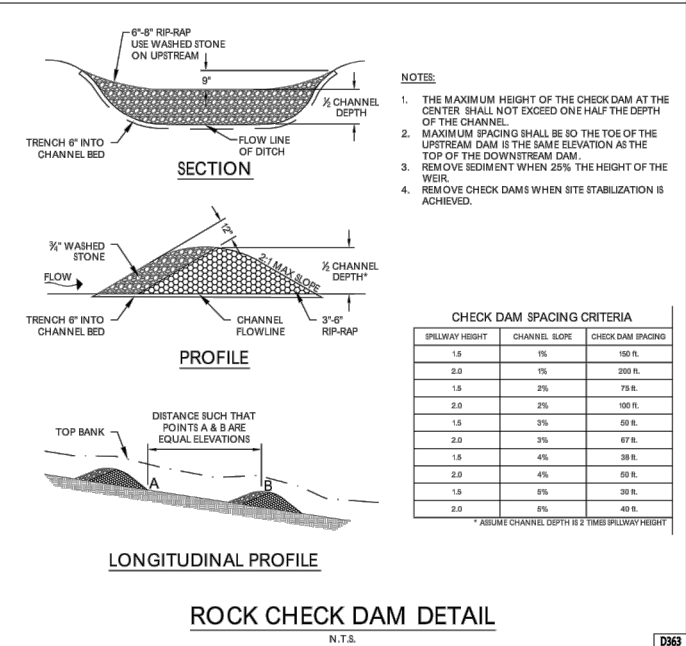 6"-8" RIP-RAP
USE WASHED STONE
ON UPSTREAM
9"
½ CHANNEL
DEPTH
TRENCH 6" INTO
CHANNEL BED
FLOW LINE
OF DITCH
SECTION
NOTES:
1. THE MAXIMUM HEIGHT OF THE CHECK DAM AT THE
CENTER SHALL NOT EXCEED ONE HALF THE DEPTH
OF THE CHANNEL.
2. MAXIMUM SPACING SHALL BE SO THE TOE OF THE
UPSTREAM DAM IS THE SAME ELEVATION AS THE
TOP OF THE DOWNSTREAM DAM.
3. REMOVE SEDIMENT WHEN 25% THE HEIGHT OF THE
WEIR.
4. REMOVE CHECK DAMS WHEN SITE STABILIZATION IS
ACHIEVED.
12"
¾" WASHED
STONE
2:1 MAX SLOPE
½ CHANNEL
DEPTH*
FLOW
TRENCH 6" INTO
CHANNEL BED
CHANNEL
FLOWLINE
3"-6"
RIP-RAP
PROFILE
CHECK DAM SPACING CRITERIA
SPILLWAY HEIGHT CHANNEL SLOPE CHECK DAM SPACING
1.5 1% 150 ft.
2.0 1% 200 ft.
1.5 2% 75 ft.
2.0 2% 100 ft.
1.5 3% 50 ft.
2.0 3% 67 ft.
1.5 4% 38 ft.
2.0 4% 50 ft.
1.5 5% 30 ft.
2.0 5% 40 ft.
* ASSUME CHANNEL DEPTH IS 2 TIMES SPILLWAY HEIGHT
DISTANCE SUCH THAT
POINTS A & B ARE
EQUAL ELEVATIONS
TOP BANK
A
B
LONGITUDINAL PROFILE
ROCK CHECK DAM DETAIL
N.T.S.
D363